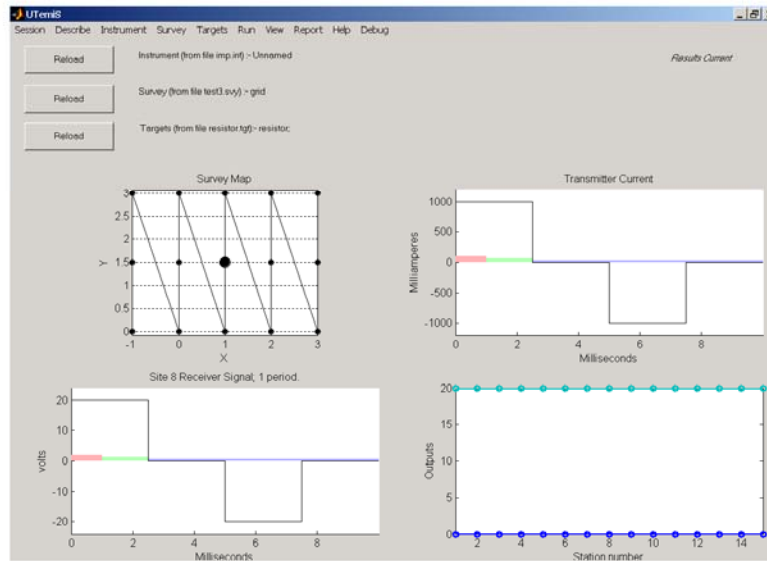 UTemiS
Session Describe Instrument Survey Targets Run View Report Help Debug
Reload
Instrument (from file imp.inf) :- Unnamed
Results Current
Reload
Survey (from file test3.svy) :- grid
Reload
Targets (from file resistor.tgt):- resistor;
Survey Map
3
2.5
2
1.5
1
0.5
0
Y
-1 0 1 2 3
X
Transmitter Current
1000
500
0
-500
-1000
Milliamperes
0 2 4 6 8
Milliseconds
Site 8 Receiver Signal; 1 period.
20
10
0
-10
-20
volts
0 2 4 6 8
Milliseconds
20
15
10
5
0
Outputs
2 4 6 8 10 12 14
Station number